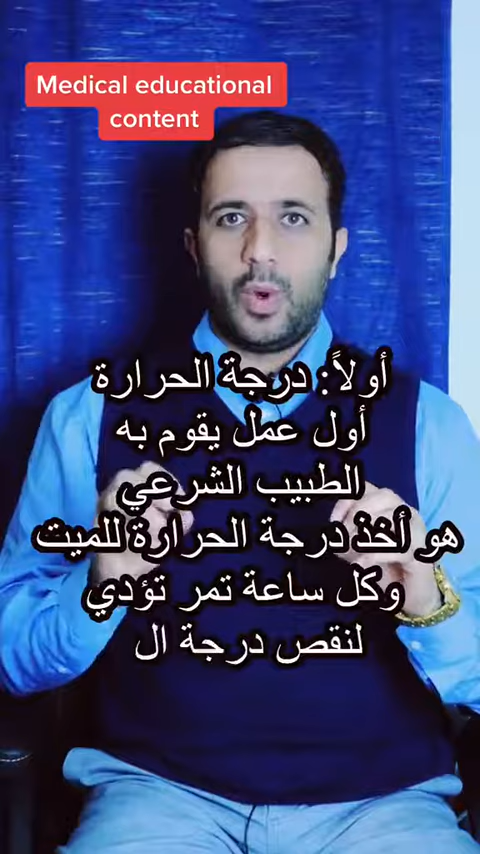 Medical educational
content
أولاً: درجة الحرارة
أول عمل يقوم به
الطبيب الشرعي
هو أخذ درجة الحرارة للميت
وكل ساعة تمر تؤدي
لنقص درجة ال